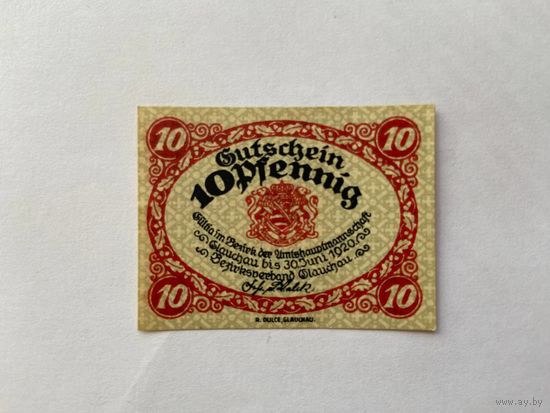 10 10
Gutschein
10 Pfennig
Gültig im Bezirk der Amtshauptmannschaft
Glauchau bis 30. Juni 1920.
Bezirksverband Glauchau
10 10
R. DULCE, GLAUCHAU.
www.ay.by